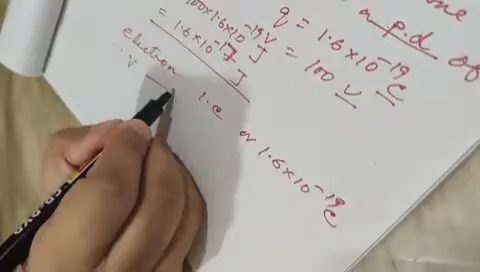 one
a p.d of
q = 1.6×10⁻¹⁹ C
= 100 V
100×1.6×10⁻¹⁹ V J
= 1.6×10⁻¹⁷ J
electron
V
1.e
or 1.6×10⁻¹⁹ C